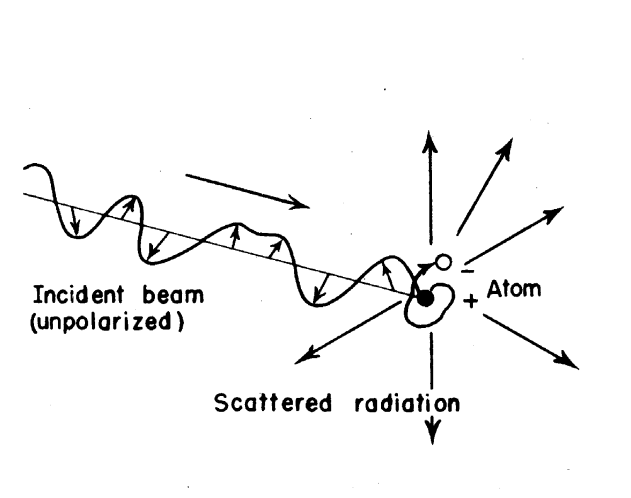 Incident beam
(unpolarized)
−
+ Atom
Scattered radiation